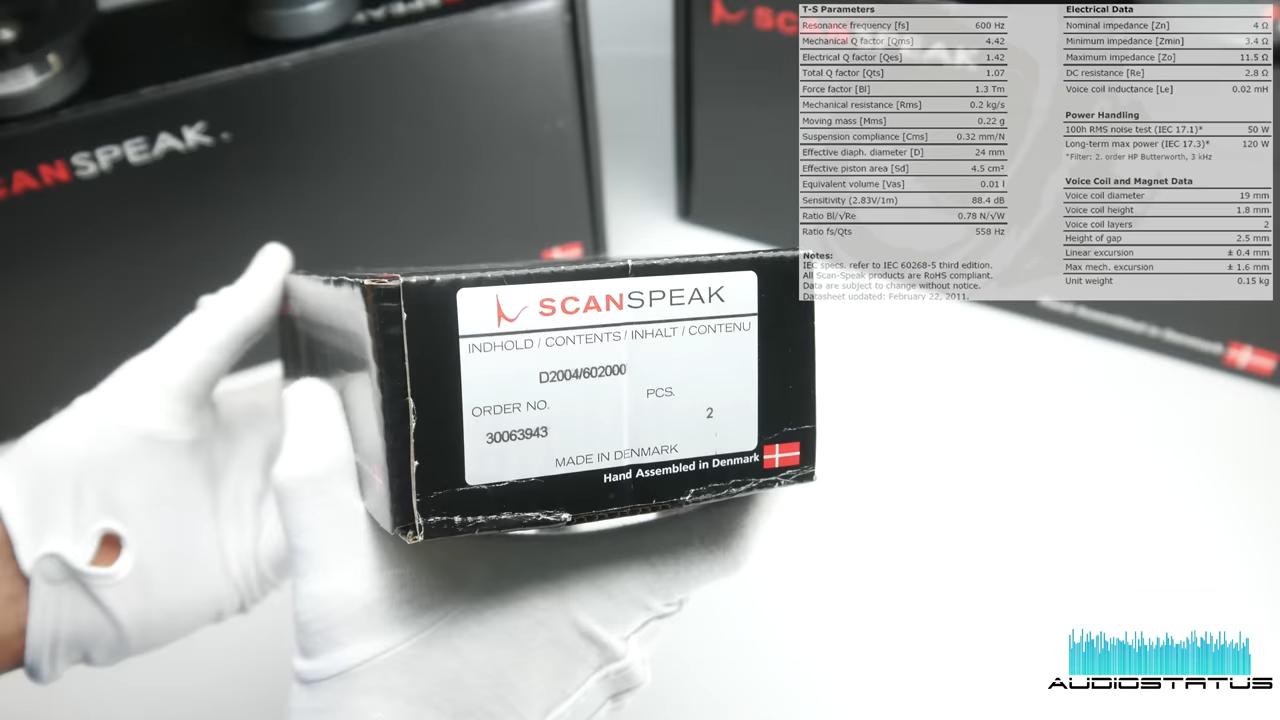 T-S Parameters
Resonance frequency [fs] 600 Hz
Mechanical Q factor [Qms] 4.42
Electrical Q factor [Qes] 1.42
Total Q factor [Qts] 1.07
Force factor [Bl] 1.3 Tm
Mechanical resistance [Rms] 0.2 kg/s
Moving mass [Mms] 0.22 g
Suspension compliance [Cms] 0.32 mm/N
Effective diaph. diameter [D] 24 mm
Effective piston area [Sd] 4.5 cm²
Equivalent volume [Vas] 0.01 l
Sensitivity (2.83V/1m) 88.4 dB
Ratio Bl/√Re 0.78 N/√W
Ratio fs/Qts 558 Hz
Notes:
IEC specs. refer to IEC 60268-5 third edition.
All Scan-Speak products are RoHS compliant.
Data are subject to change without notice.
Datasheet updated: February 22, 2011.
Electrical Data
Nominal impedance [Zn] 4 Ω
Minimum impedance [Zmin] 3.4 Ω
Maximum impedance [Zo] 11.5 Ω
DC resistance [Re] 2.8 Ω
Voice coil inductance [Le] 0.02 mH
Power Handling
100h RMS noise test (IEC 17.1)* 50 W
Long-term max power (IEC 17.3)* 120 W
*Filter: 2. order HP Butterworth, 3 kHz
Voice Coil and Magnet Data
Voice coil diameter 19 mm
Voice coil height 1.8 mm
Voice coil layers 2
Height of gap 2.5 mm
Linear excursion ± 0.4 mm
Max mech. excursion ± 1.6 mm
Unit weight 0.15 kg
CANSPEAK
SCANSPEAK
INDHOLD / CONTENTS / INHALT / CONTENU
D2004/602000
PCS.
ORDER NO.
2
30063943
MADE IN DENMARK
Hand Assembled in Denmark
AUDIOSTATUS